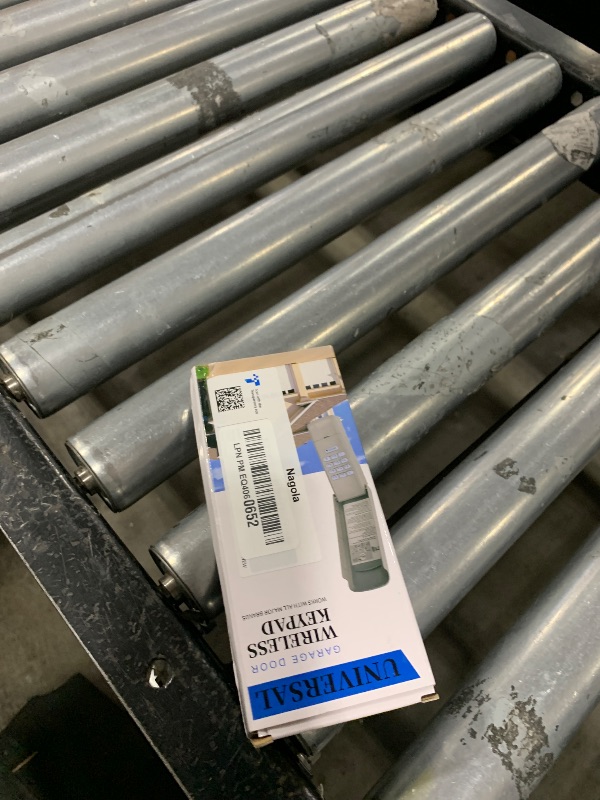 UNIVERSAL
GARAGE DOOR
WIRELESS
KEYPAD
WORKS WITH ALL MAJOR BRANDS
Nagola
LPN PM EQ4060652